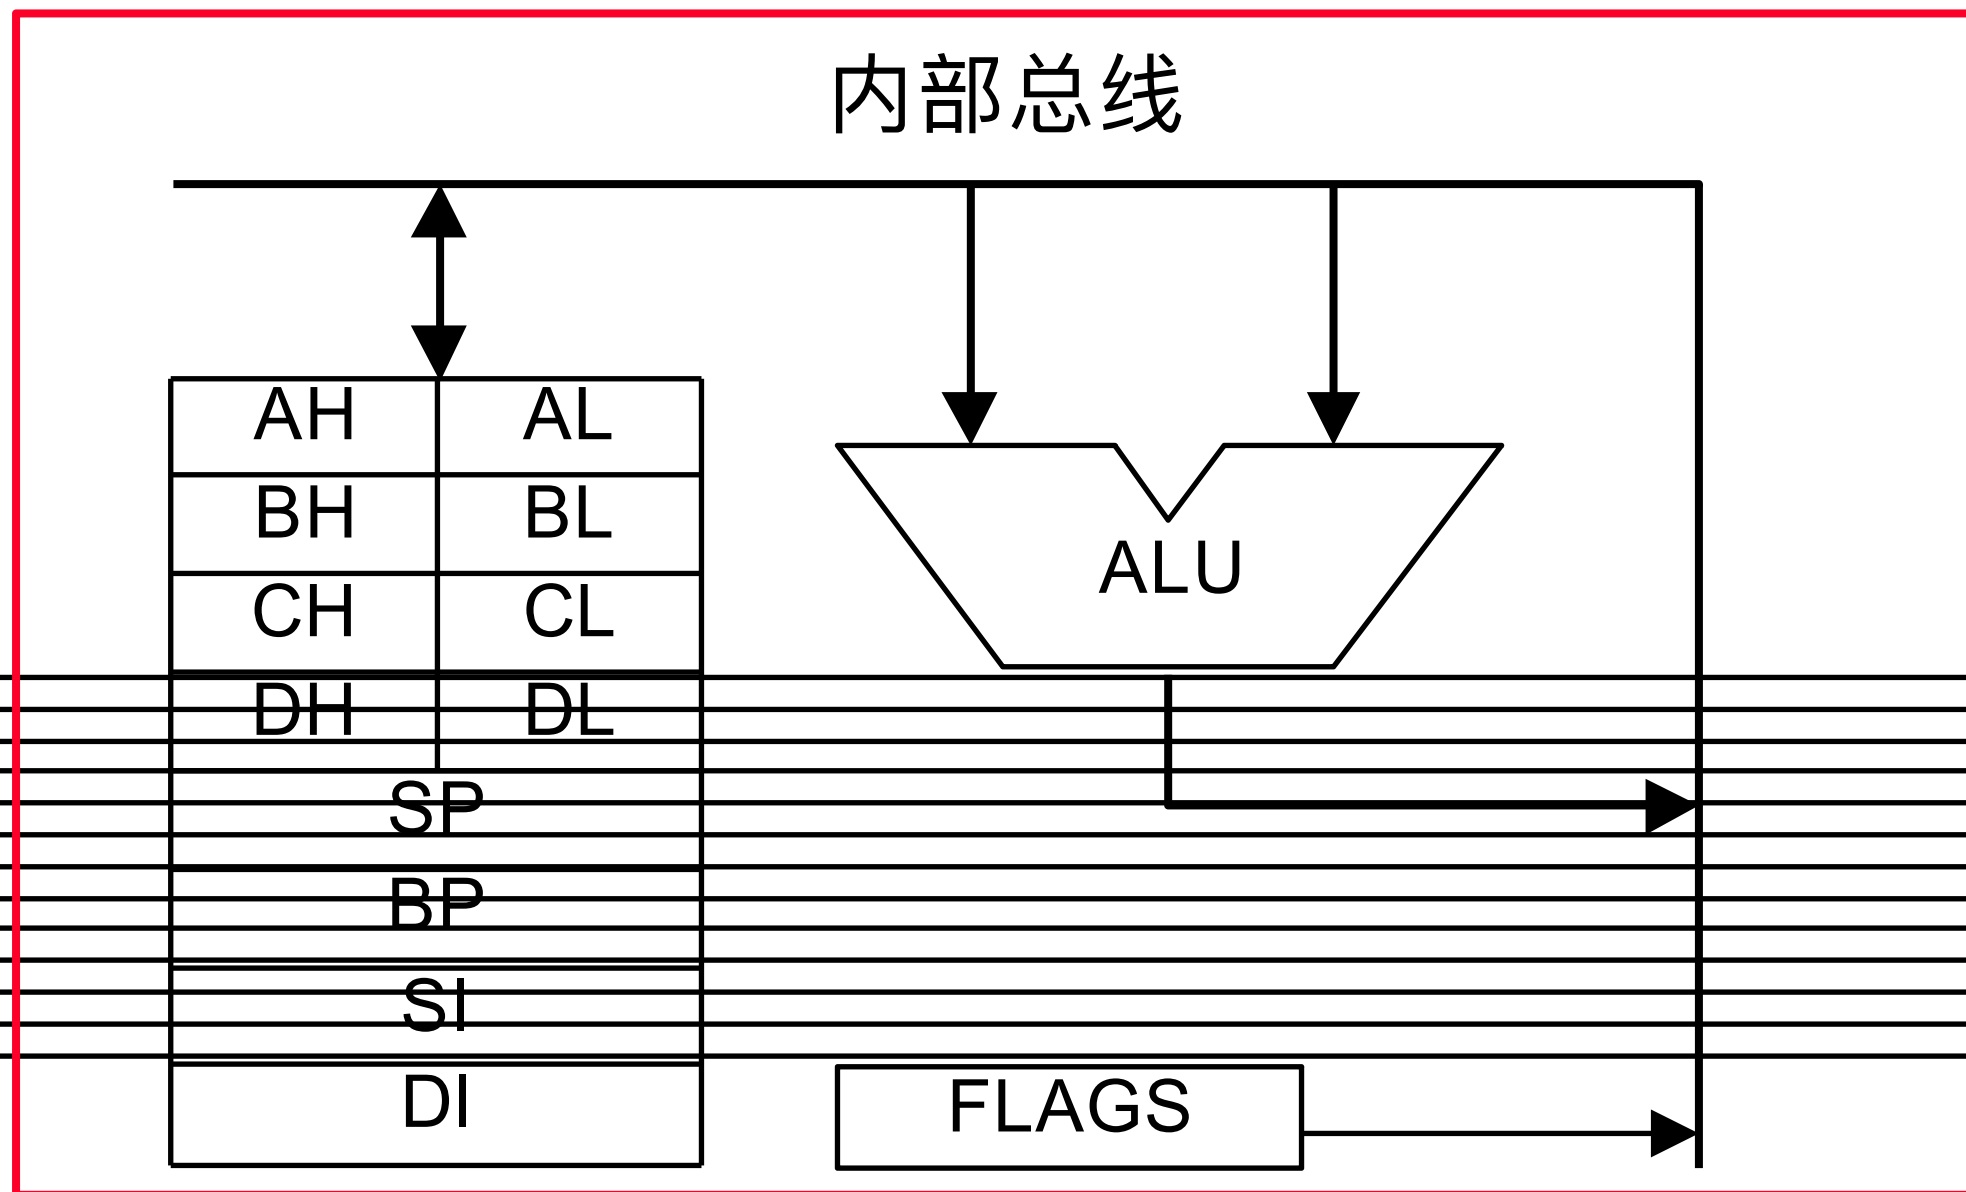 内部总线
AH AL
BH BL
CH CL
ALU
DH DL
SP
BP
SI
DI
FLAGS